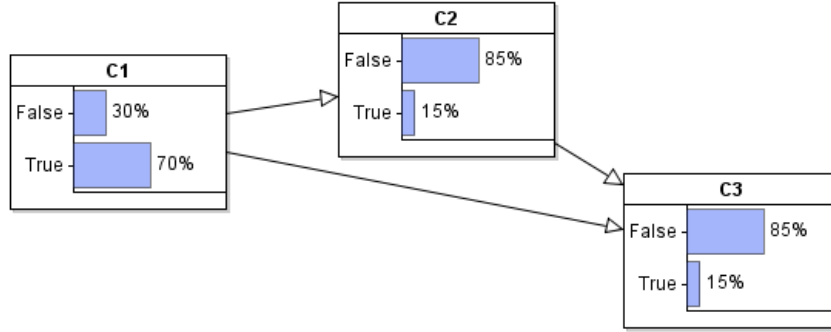 C1
False 30%
True 70%
C2
False 85%
True 15%
C3
False 85%
True 15%